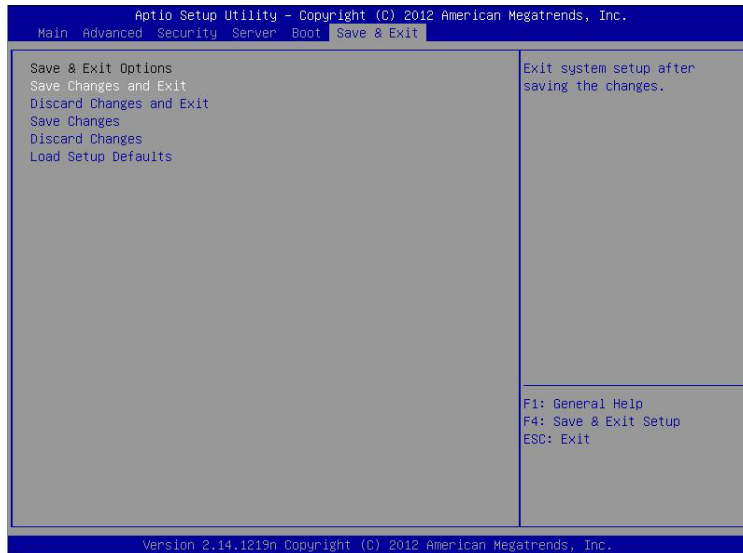 Aptio Setup Utility – Copyright (C) 2012 American Megatrends, Inc.
Main Advanced Security Server Boot Save & Exit
Save & Exit Options
Save Changes and Exit
Discard Changes and Exit
Save Changes
Discard Changes
Load Setup Defaults
Exit system setup after
saving the changes.
F1: General Help
F4: Save & Exit Setup
ESC: Exit
Version 2.14.1219n Copyright (C) 2012 American Megatrends, Inc.